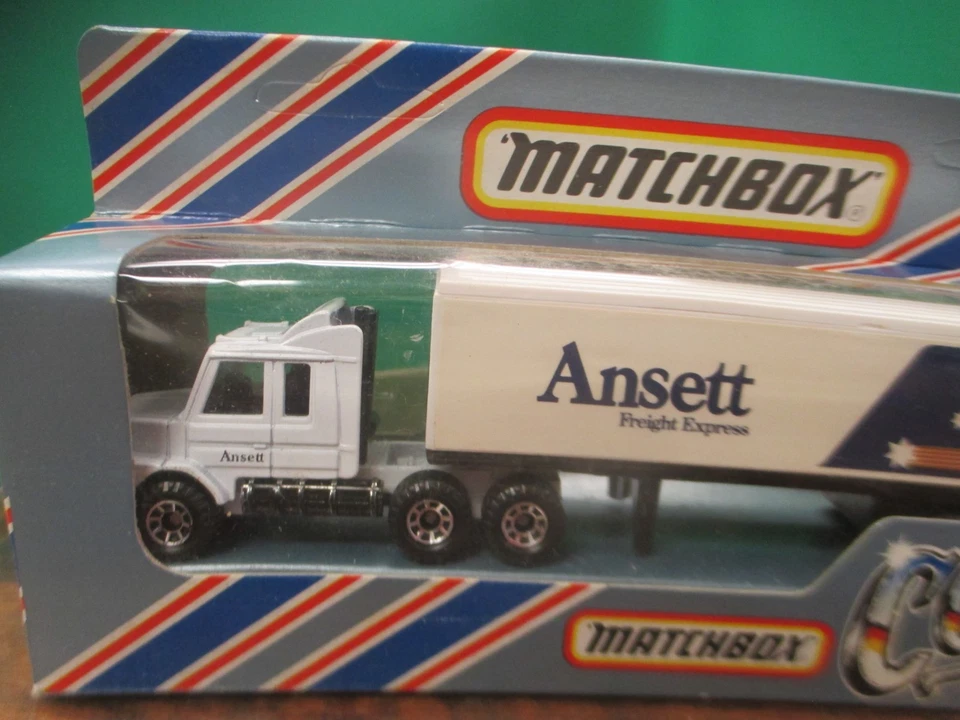 "MATCHBOX"®
Ansett
Freight Express
Ansett
"MATCHBOX"